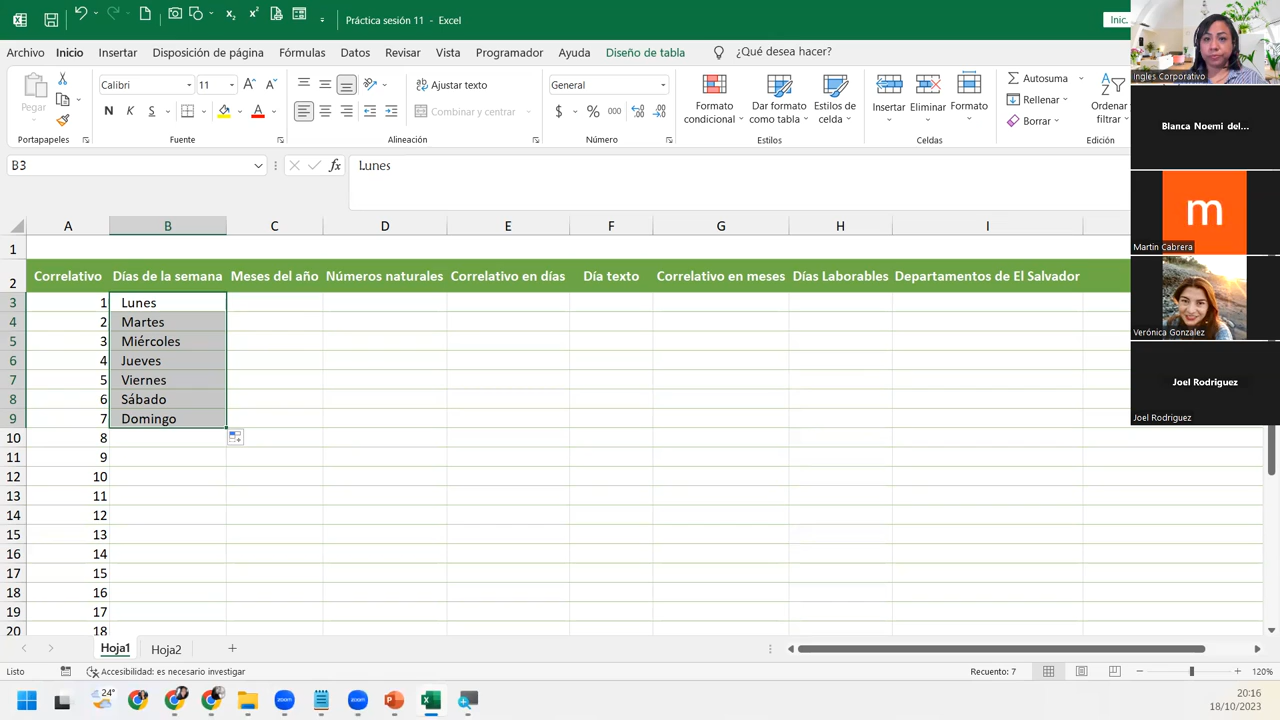 Práctica sesión 11 - Excel
Inic.
Archivo Inicio Insertar Disposición de página Fórmulas Datos Revisar Vista Programador Ayuda Diseño de tabla ¿Qué desea hacer?
Pegar
Calibri 11
N K S
ab Ajustar texto
Combinar y centrar
General
$ % 000
Formato condicional
Dar formato como tabla
Estilos de celda
Insertar Eliminar Formato
Autosuma
Rellenar
Borrar
Ordenar filtrar
Portapapeles Fuente Alineación Número Estilos Celdas Edición
B3 fx Lunes
A B C D E F G H I
1
2 Correlativo Días de la semana Meses del año Números naturales Correlativo en días Día texto Correlativo en meses Días Laborables Departamentos de El Salvador
3 1 Lunes
4 2 Martes
5 3 Miércoles
6 4 Jueves
7 5 Viernes
8 6 Sábado
9 7 Domingo
10 8
11 9
12 10
13 11
14 12
15 13
16 14
17 15
18 16
19 17
20 18
Hoja1 Hoja2
Listo Accesibilidad: es necesario investigar Recuento: 7 120%
24°
zoom
zoom
20:16
18/10/2023
Ingles Corporativo
Blanca Noemi del...
m
Martin Cabrera
Verónica Gonzalez
Joel Rodriguez
Joel Rodriguez